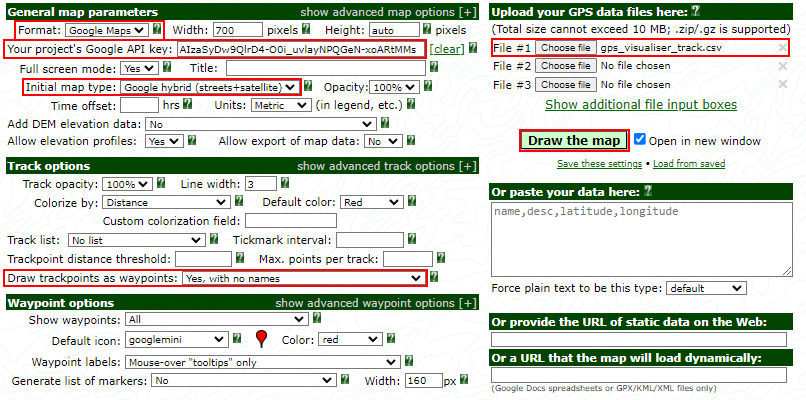 General map parameters show advanced map options [+]
Format: Google Maps ? Width: 700 pixels Height: auto ? pixels
Your project's Google API key: AIzaSyDw9QlrD4-O0i_uvlayNPQGeN-xoARtMMs [clear] ?
Full screen mode: Yes ? Title: ?
Initial map type: Google hybrid (streets+satellite) ? Opacity: 100% ?
Time offset: hrs ? Units: Metric (in legend, etc.) ?
Add DEM elevation data: No ?
Allow elevation profiles: Yes ? Allow export of map data: No ?
Track options show advanced track options [+]
Track opacity: 100% ? Line width: 3 ?
Colorize by: Distance ? Default color: Red ?
Custom colorization field: ?
Track list: No list ? Tickmark interval: ?
Trackpoint distance threshold: ? Max. points per track: ?
Draw trackpoints as waypoints: Yes, with no names ?
Waypoint options show advanced waypoint options [+]
Show waypoints: All ?
Default icon: googlemini ? Color: red ?
Waypoint labels: Mouse-over "tooltips" only ?
Generate list of markers: No ? Width: 160 px ?
Upload your GPS data files here: ?
(Total size cannot exceed 10 MB; .zip/.gz is supported)
File #1 Choose file gps_visualiser_track.csv
File #2 Choose file No file chosen
File #3 Choose file No file chosen
Show additional file input boxes
Draw the map Open in new window
Save these settings • Load from saved
Or paste your data here: ?
name,desc,latitude,longitude
Force plain text to be this type: default
Or provide the URL of static data on the Web:
Or a URL that the map will load dynamically:
(Google Docs spreadsheets or GPX/KML/XML files only)